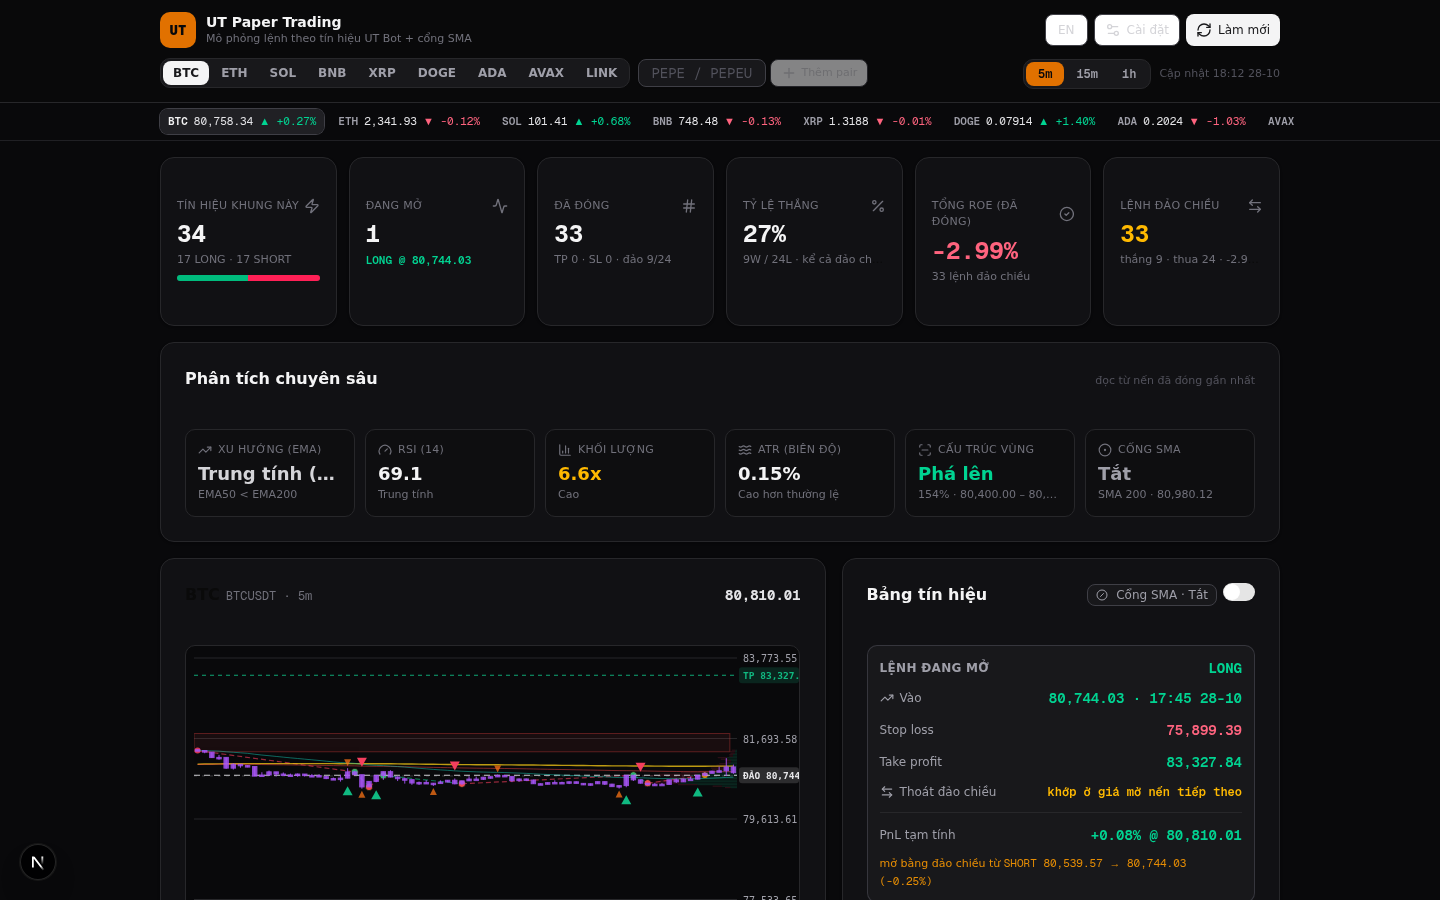 UT
UT Paper Trading
Mô phỏng lệnh theo tín hiệu UT Bot + cổng SMA
EN
Cài đặt
Làm mới
BTC ETH SOL BNB XRP DOGE ADA AVAX LINK
PEPE / PEPEU
Thêm pair
5m 15m 1h
Cập nhật 18:12 28-10
BTC 80,758.34 ▲ +0.27% ETH 2,341.93 ▼ -0.12% SOL 101.41 ▲ +0.68% BNB 748.48 ▼ -0.13% XRP 1.3188 ▼ -0.01% DOGE 0.07914 ▲ +1.40% ADA 0.2024 ▼ -1.03% AVAX
TÍN HIỆU KHUNG NÀY
34
17 LONG · 17 SHORT
ĐANG MỞ
1
LONG @ 80,744.03
ĐÃ ĐÓNG
33
TP 0 · SL 0 · đảo 9/24
TỶ LỆ THẮNG
27%
9W / 24L · kể cả đảo ch
TỔNG ROE (ĐÃ
ĐÓNG)
-2.99%
33 lệnh đảo chiều
LỆNH ĐẢO CHIỀU
33
thắng 9 · thua 24 · -2.9
Phân tích chuyên sâu
đọc từ nến đã đóng gần nhất
XU HƯỚNG (EMA)
Trung tính (…
EMA50 < EMA200
RSI (14)
69.1
Trung tính
KHỐI LƯỢNG
6.6x
Cao
ATR (BIÊN ĐỘ)
0.15%
Cao hơn thường lệ
CẤU TRÚC VÙNG
Phá lên
154% · 80,400.00 – 80,…
CỔNG SMA
Tắt
SMA 200 · 80,980.12
BTC BTCUSDT · 5m
80,810.01
83,773.55
TP 83,327.
81,693.58
ĐẢO 80,744
79,613.61
77,533.65
Bảng tín hiệu
Cổng SMA · Tắt
LỆNH ĐANG MỞ LONG
Vào 80,744.03 · 17:45 28-10
Stop loss 75,899.39
Take profit 83,327.84
Thoát đảo chiều khớp ở giá mở nến tiếp theo
PnL tạm tính +0.08% @ 80,810.01
mở bằng đảo chiều từ SHORT 80,539.57 → 80,744.03
(-0.25%)
N